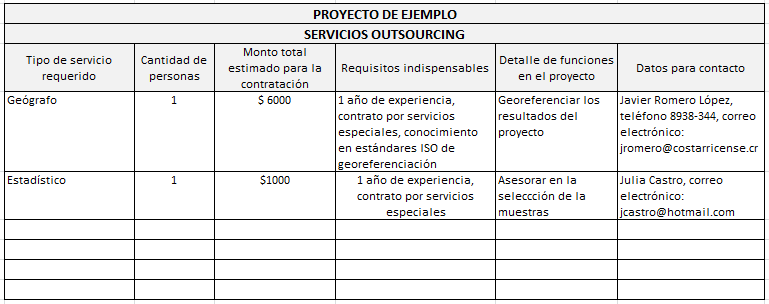 PROYECTO DE EJEMPLO
SERVICIOS OUTSOURCING
Tipo de servicio
requerido
Cantidad de
personas
Monto total
estimado para la
contratación
Requisitos indispensables
Detalle de funciones
en el proyecto
Datos para contacto
Geógrafo
1
$ 6000
1 año de experiencia,
contrato por servicios
especiales, conocimiento
en estándares ISO de
georeferenciación
Georeferenciar los
resultados del
proyecto
Javier Romero López,
teléfono 8938-344, correo
electrónico:
jromero@costarricense.cr
Estadístico
1
$1000
1 año de experiencia,
contrato por servicios
especiales
Asesorar en la
seleccción de la
muestras
Julia Castro, correo
electrónico:
jcastro@hotmail.com